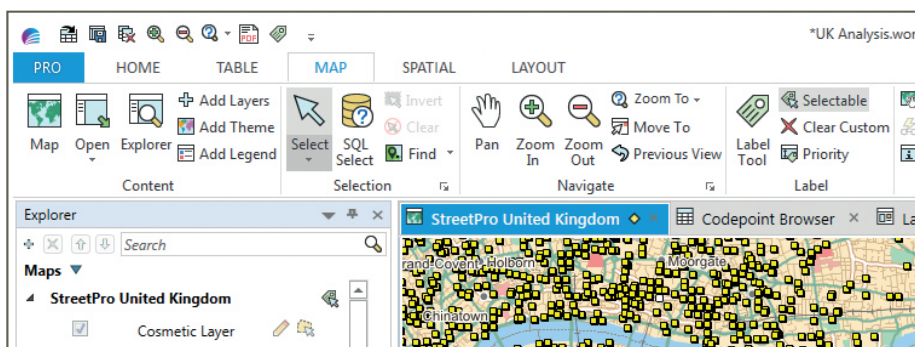 *UK Analysis.wor
PRO HOME TABLE MAP SPATIAL LAYOUT
Map Open Explorer
Add Layers
Add Theme
Add Legend
Content
Select SQL Select
Invert
Clear
Find
Selection
Pan Zoom In Zoom Out
Zoom To
Move To
Previous View
Navigate
Label Tool
Selectable
Clear Custom
Priority
Label
Explorer
Search
Maps
StreetPro United Kingdom
Cosmetic Layer
StreetPro United Kingdom Codepoint Browser La
rand-Covent Holborn
Moorgate
Chinatown